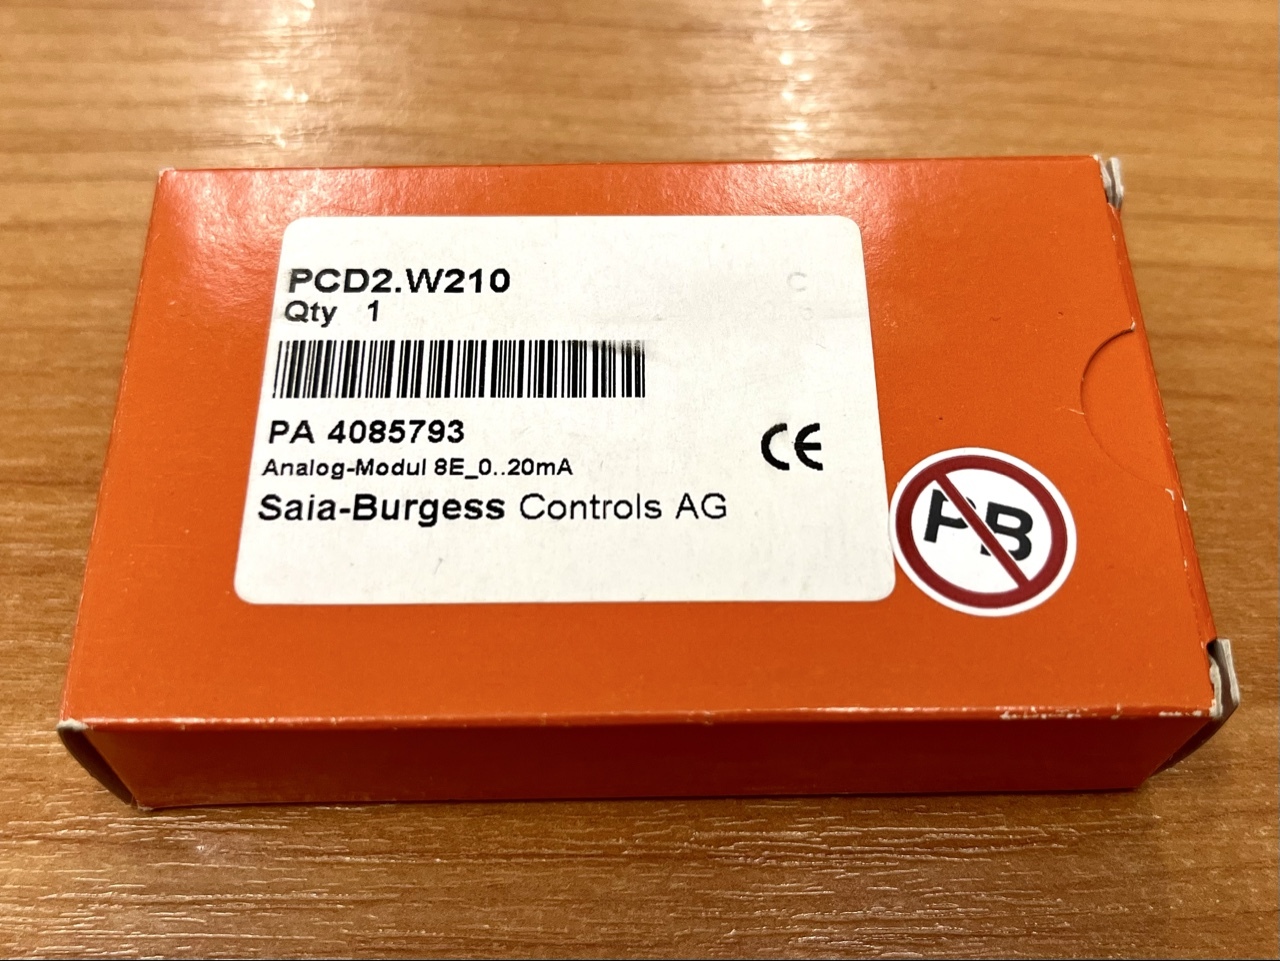 PCD2.W210
Qty 1
PA 4085793
Analog-Modul 8E_0..20mA
Saia-Burgess Controls AG
CE
PB